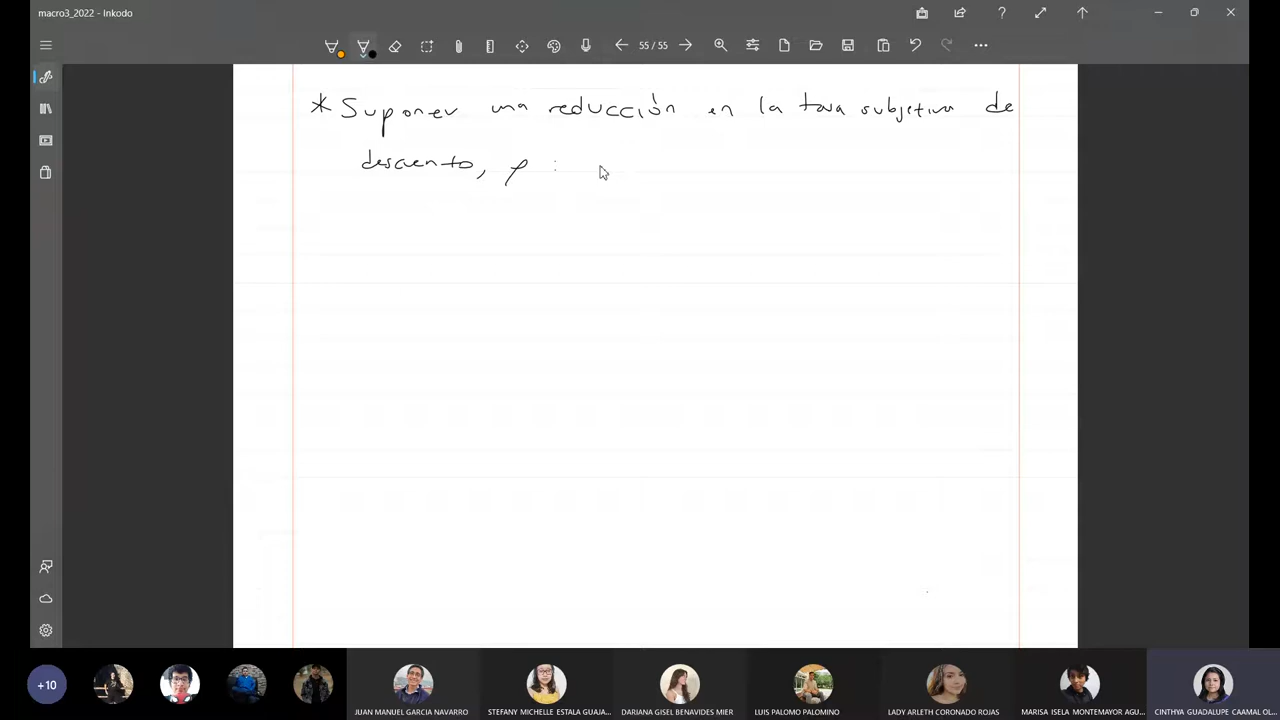 macro3_2022 - Inkodo
55 / 55
* Suponer una reducción en la tasa subjetiva de
descuento, ρ :
+10
JUAN MANUEL GARCIA NAVARRO
STEFANY MICHELLE ESTALA GUAJA...
DARIANA GISEL BENAVIDES MIER
LUIS PALOMO PALOMINO
LADY ARLETH CORONADO ROJAS
MARISA ISELA MONTEMAYOR AGU...
CINTHYA GUADALUPE CAAMAL OL...